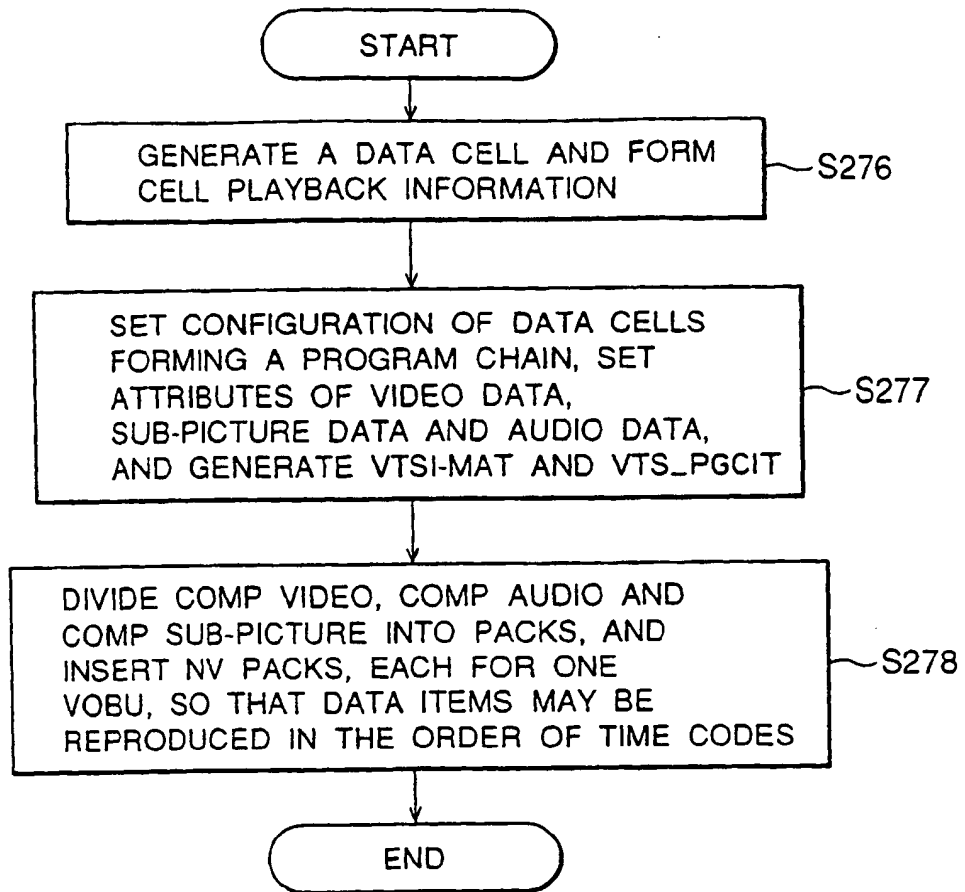 START
GENERATE A DATA CELL AND FORM
CELL PLAYBACK INFORMATION
S276
SET CONFIGURATION OF DATA CELLS
FORMING A PROGRAM CHAIN, SET
ATTRIBUTES OF VIDEO DATA,
SUB-PICTURE DATA AND AUDIO DATA,
AND GENERATE VTSI-MAT AND VTS_PGCIT
S277
DIVIDE COMP VIDEO, COMP AUDIO AND
COMP SUB-PICTURE INTO PACKS, AND
INSERT NV PACKS, EACH FOR ONE
VOBU, SO THAT DATA ITEMS MAY BE
REPRODUCED IN THE ORDER OF TIME CODES
S278
END